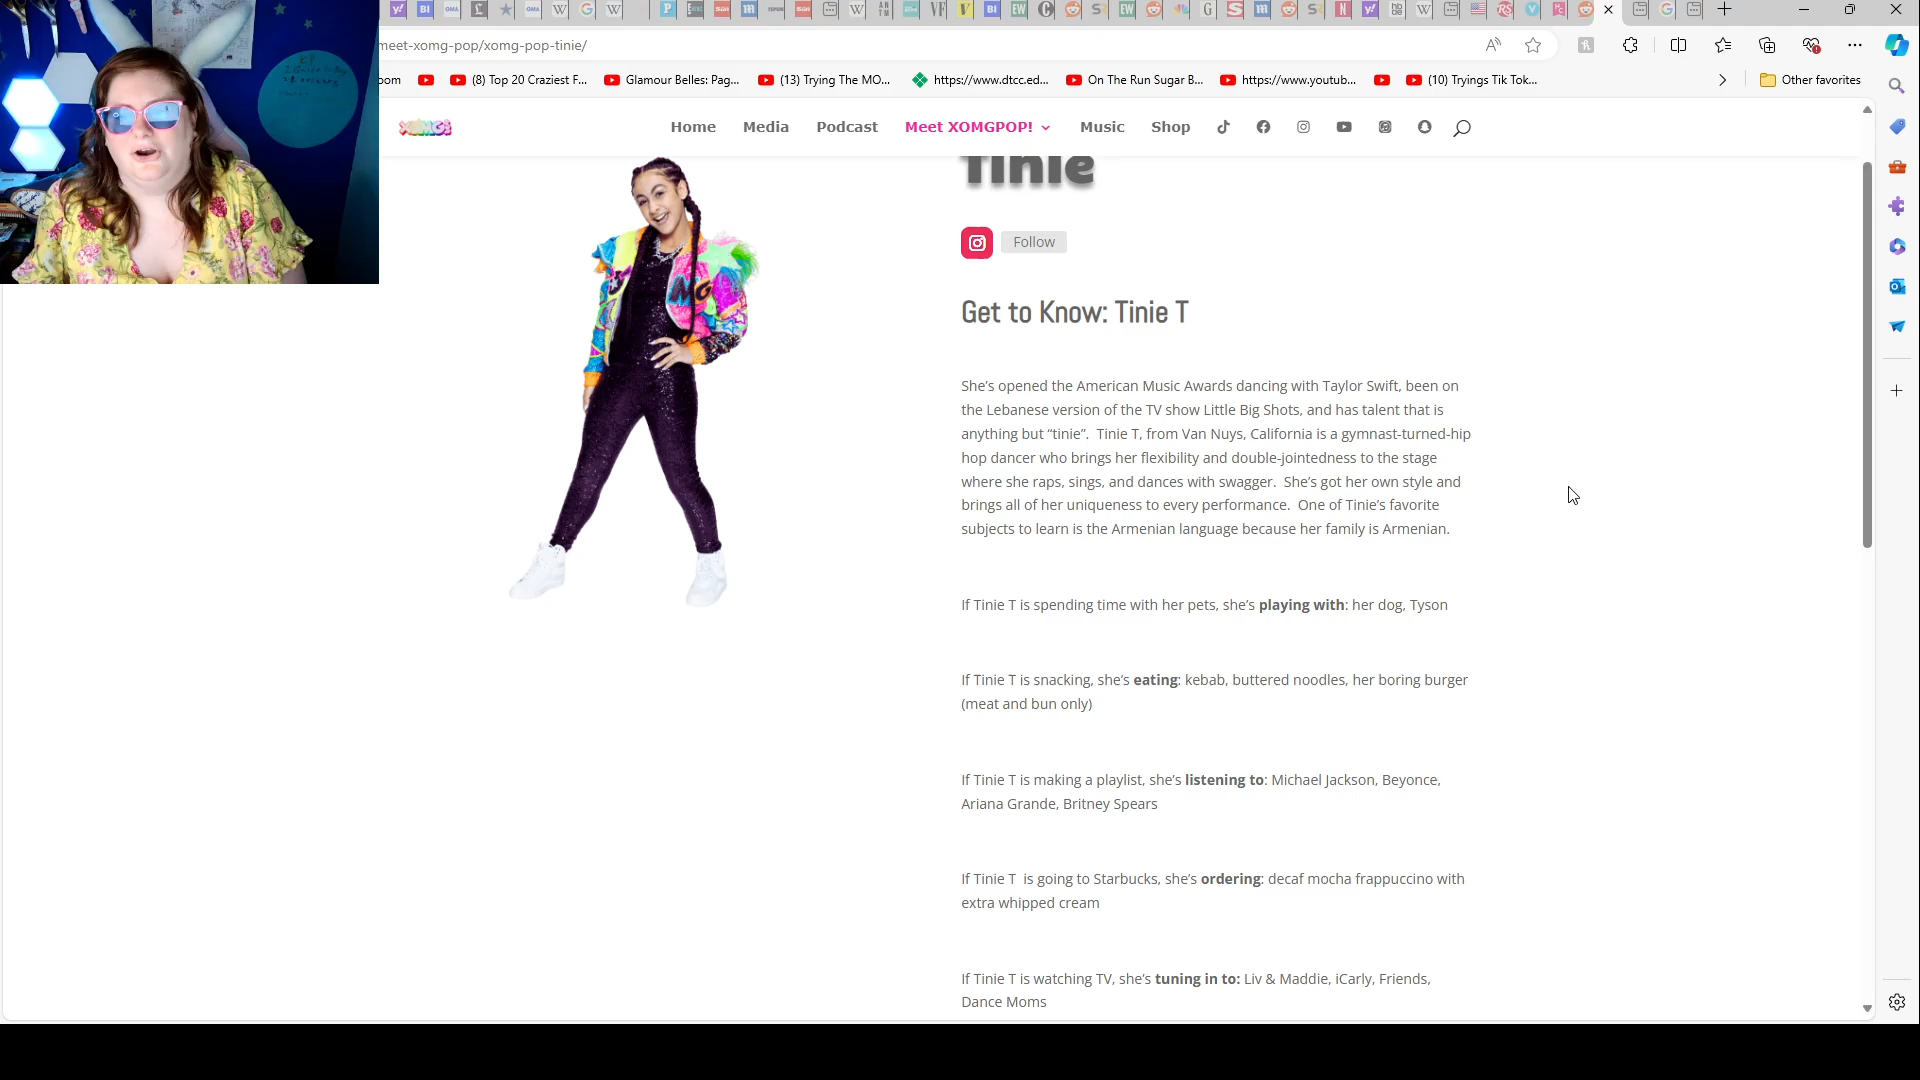 meet-xomg-pop/xomg-pop-tinie/
oom
(8) Top 20 Craziest F...
Glamour Belles: Pag...
(13) Trying The MO...
https://www.dtcc.ed...
On The Run Sugar B...
https://www.youtub...
(10) Tryings Tik Tok...
Other favorites
XOMG
Home
Media
Podcast
Meet XOMGPOP!
Music
Shop
Tinie
Follow
Get to Know: Tinie T
She's opened the American Music Awards dancing with Taylor Swift, been on
the Lebanese version of the TV show Little Big Shots, and has talent that is
anything but “tinie”.  Tinie T, from Van Nuys, California is a gymnast-turned-hip
hop dancer who brings her flexibility and double-jointedness to the stage
where she raps, sings, and dances with swagger.  She's got her own style and
brings all of her uniqueness to every performance.  One of Tinie's favorite
subjects to learn is the Armenian language because her family is Armenian.
If Tinie T is spending time with her pets, she's playing with: her dog, Tyson
If Tinie T is snacking, she's eating: kebab, buttered noodles, her boring burger
(meat and bun only)
If Tinie T is making a playlist, she's listening to: Michael Jackson, Beyonce,
Ariana Grande, Britney Spears
If Tinie T  is going to Starbucks, she's ordering: decaf mocha frappuccino with
extra whipped cream
If Tinie T is watching TV, she's tuning in to: Liv & Maddie, iCarly, Friends,
Dance Moms